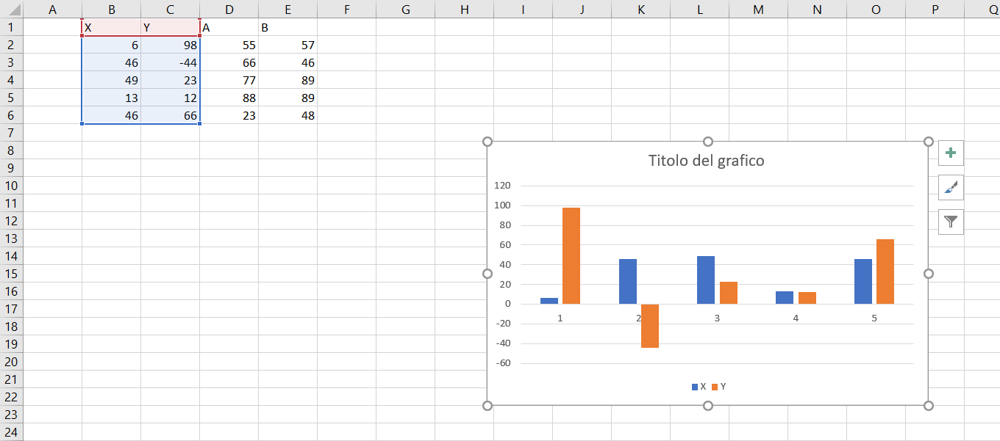 A B C D E F G H I J K L M N O P Q
1 X Y A B
2 6 98 55 57
3 46 -44 66 46
4 49 23 77 89
5 13 12 88 89
6 46 66 23 48
7
8
Titolo del grafico
9
10
120
11
100
12
80
13
60
14
40
15
20
16
0
17
1 2 3 4 5
18
-20
19
-40
20
-60
21
X Y
22
23
24